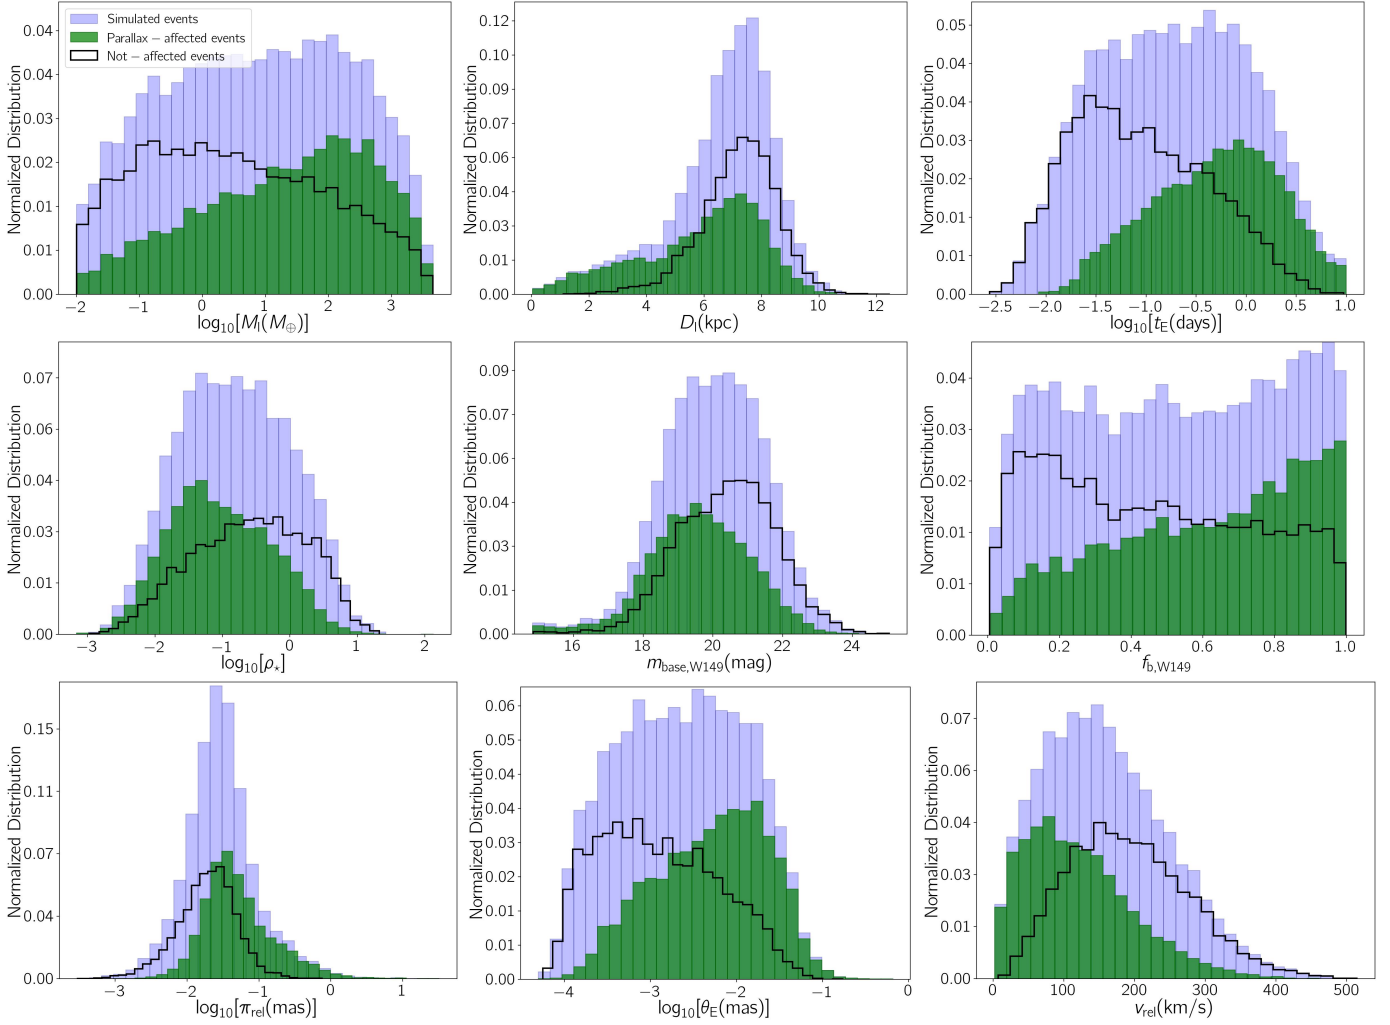 Simulated events
Parallax – affected events
Not – affected events
Normalized Distribution
0.04
0.04
0.03
0.02
0.01
0.01
0.00
−2 −1 0 1 2 3
log₁₀[M_l(M_⊕)]
Normalized Distribution
0.12
0.10
0.09
0.07
0.06
0.04
0.03
0.01
0.00
0 2 4 6 8 10 12
D_l(kpc)
Normalized Distribution
0.05
0.04
0.04
0.03
0.02
0.01
0.01
0.00
−2.5 −2.0 −1.5 −1.0 −0.5 0.0 0.5 1.0
log₁₀[t_E(days)]
Normalized Distribution
0.07
0.06
0.04
0.03
0.01
0.00
−3 −2 −1 0 1 2
log₁₀[ρ⋆]
Normalized Distribution
0.09
0.07
0.06
0.04
0.03
0.01
0.00
16 18 20 22 24
m_base,W149(mag)
Normalized Distribution
0.04
0.03
0.02
0.01
0.01
0.00
0.0 0.2 0.4 0.6 0.8 1.0
f_b,W149
Normalized Distribution
0.15
0.11
0.07
0.04
0.00
−3 −2 −1 0 1
log₁₀[π_rel(mas)]
Normalized Distribution
0.06
0.05
0.04
0.04
0.03
0.02
0.01
0.01
0.00
−4 −3 −2 −1 0
log₁₀[θ_E(mas)]
Normalized Distribution
0.07
0.06
0.04
0.03
0.01
0.00
0 100 200 300 400 500
v_rel(km/s)